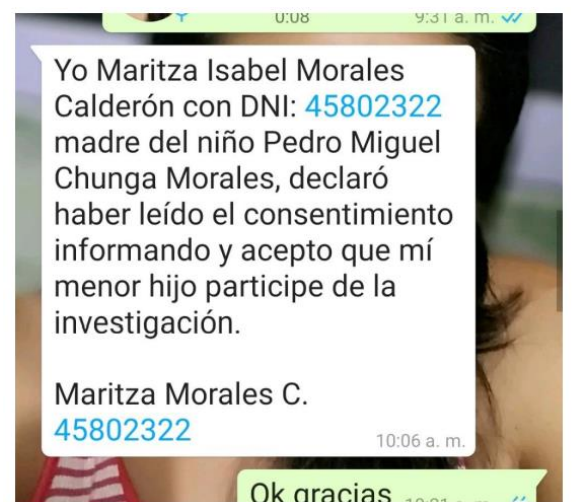 0:08 9:31 a. m.
Yo Maritza Isabel Morales
Calderón con DNI: 45802322
madre del niño Pedro Miguel
Chunga Morales, declaró
haber leído el consentimiento
informando y acepto que mí
menor hijo participe de la
investigación.
Maritza Morales C.
45802322
10:06 a. m.
Ok gracias